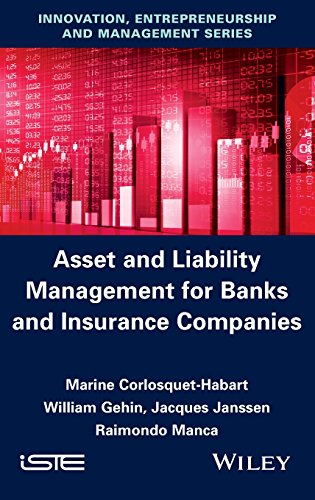 INNOVATION, ENTREPRENEURSHIP
AND MANAGEMENT SERIES
Asset and Liability
Management for Banks
and Insurance Companies
Marine Corlosquet-Habart
William Gehin, Jacques Janssen
Raimondo Manca
iSTE
WILEY